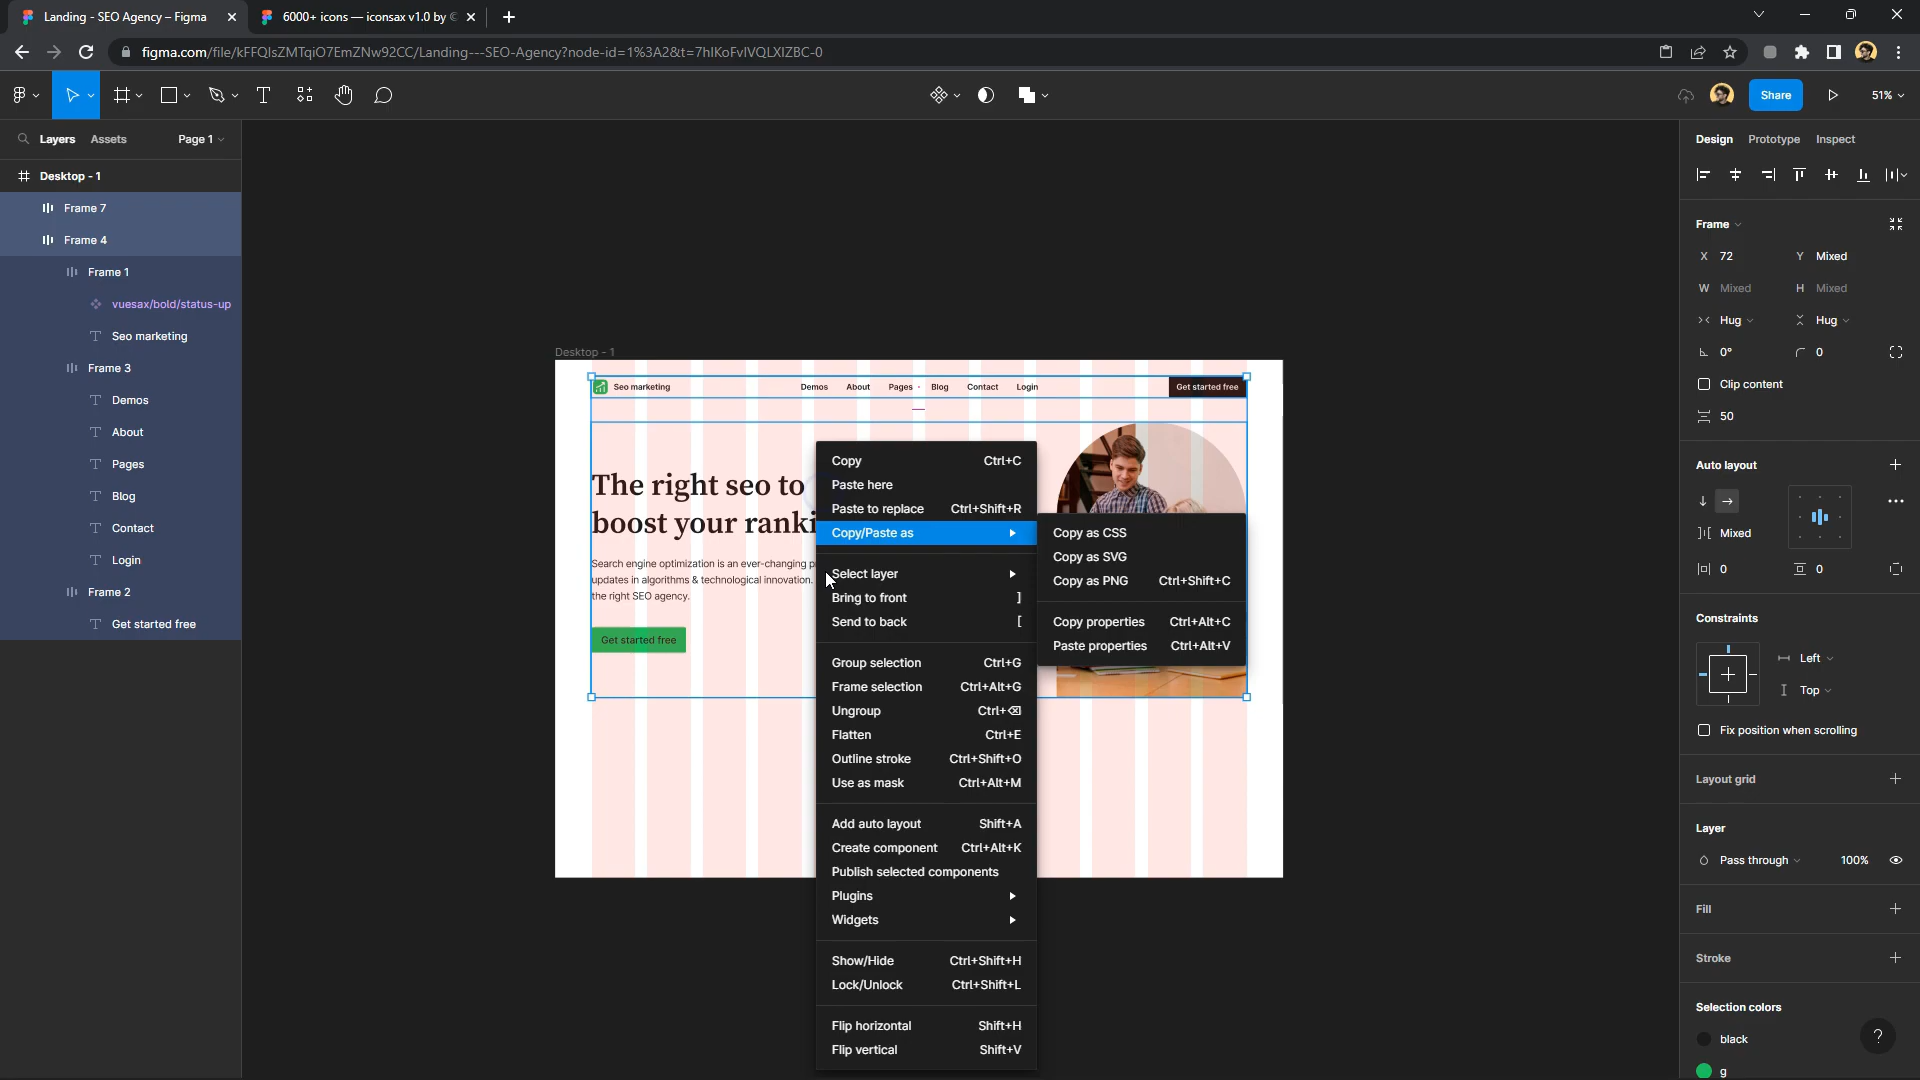 Landing - SEO Agency – Figma
6000+ icons — iconsax v1.0 by
figma.com/file/kFFQIsZMTqiO7EmZNw92CC/Landing---SEO-Agency?node-id=1%3A2&t=7hIKoFvIVQLXIZBC-0
Share
51%
Layers
Assets
Page 1
Desktop - 1
Frame 7
Frame 4
Frame 1
vuesax/bold/status-up
Seo marketing
Frame 3
Demos
About
Pages
Blog
Contact
Login
Frame 2
Get started free
Desktop - 1
Seo marketing
Demos
About
Pages
Blog
Contact
Login
Get started free
The right seo to
boost your ranki
Search engine optimization is an ever-changing
updates in algorithms & technological innovation.
the right SEO agency.
Get started free
Copy Ctrl+C
Paste here
Paste to replace Ctrl+Shift+R
Copy/Paste as
Select layer
Bring to front ]
Send to back [
Group selection Ctrl+G
Frame selection Ctrl+Alt+G
Ungroup Ctrl+⌫
Flatten Ctrl+E
Outline stroke Ctrl+Shift+O
Use as mask Ctrl+Alt+M
Add auto layout Shift+A
Create component Ctrl+Alt+K
Publish selected components
Plugins
Widgets
Show/Hide Ctrl+Shift+H
Lock/Unlock Ctrl+Shift+L
Flip horizontal Shift+H
Flip vertical Shift+V
Copy as CSS
Copy as SVG
Copy as PNG Ctrl+Shift+C
Copy properties Ctrl+Alt+C
Paste properties Ctrl+Alt+V
Design
Prototype
Inspect
Frame
X 72
Y Mixed
W Mixed
H Mixed
Hug
Hug
0°
0
Clip content
50
Auto layout
Mixed
0
0
Constraints
Left
Top
Fix position when scrolling
Layout grid
Layer
Pass through 100%
Fill
Stroke
Selection colors
black
g
?